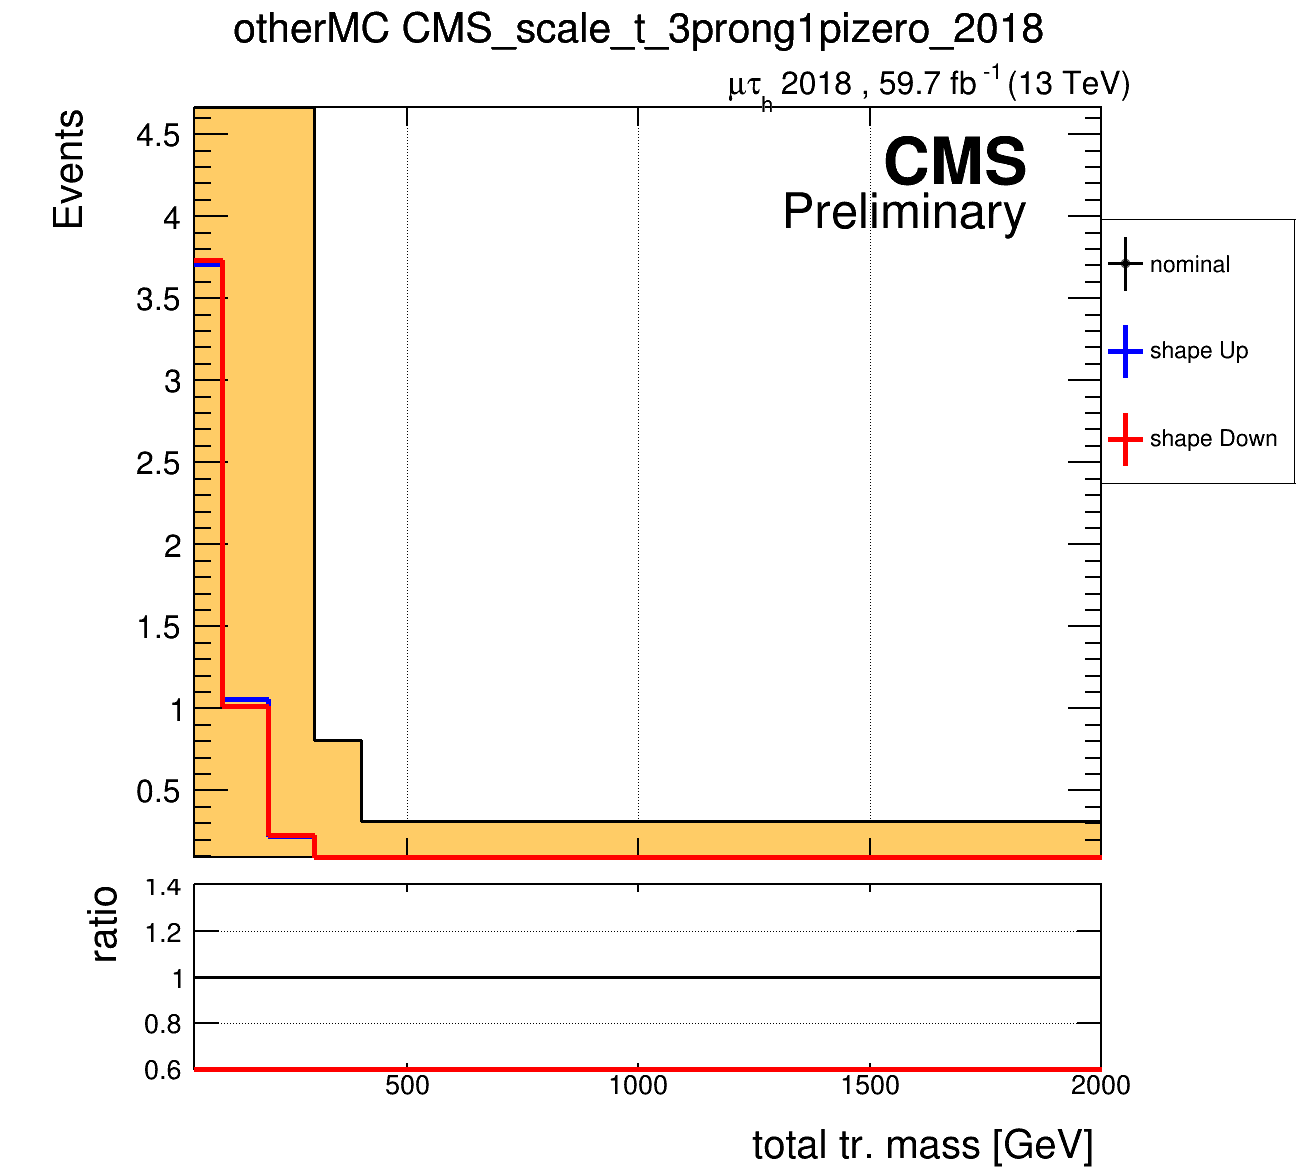 otherMC CMS_scale_t_3prong1pizero_2018
μτh 2018 , 59.7 fb-1 (13 TeV)
Events
4.5
4
3.5
3
2.5
2
1.5
1
0.5
CMS
Preliminary
nominal
shape Up
shape Down
ratio
1.4
1.2
1
0.8
0.6
500 1000 1500 2000
total tr. mass [GeV]